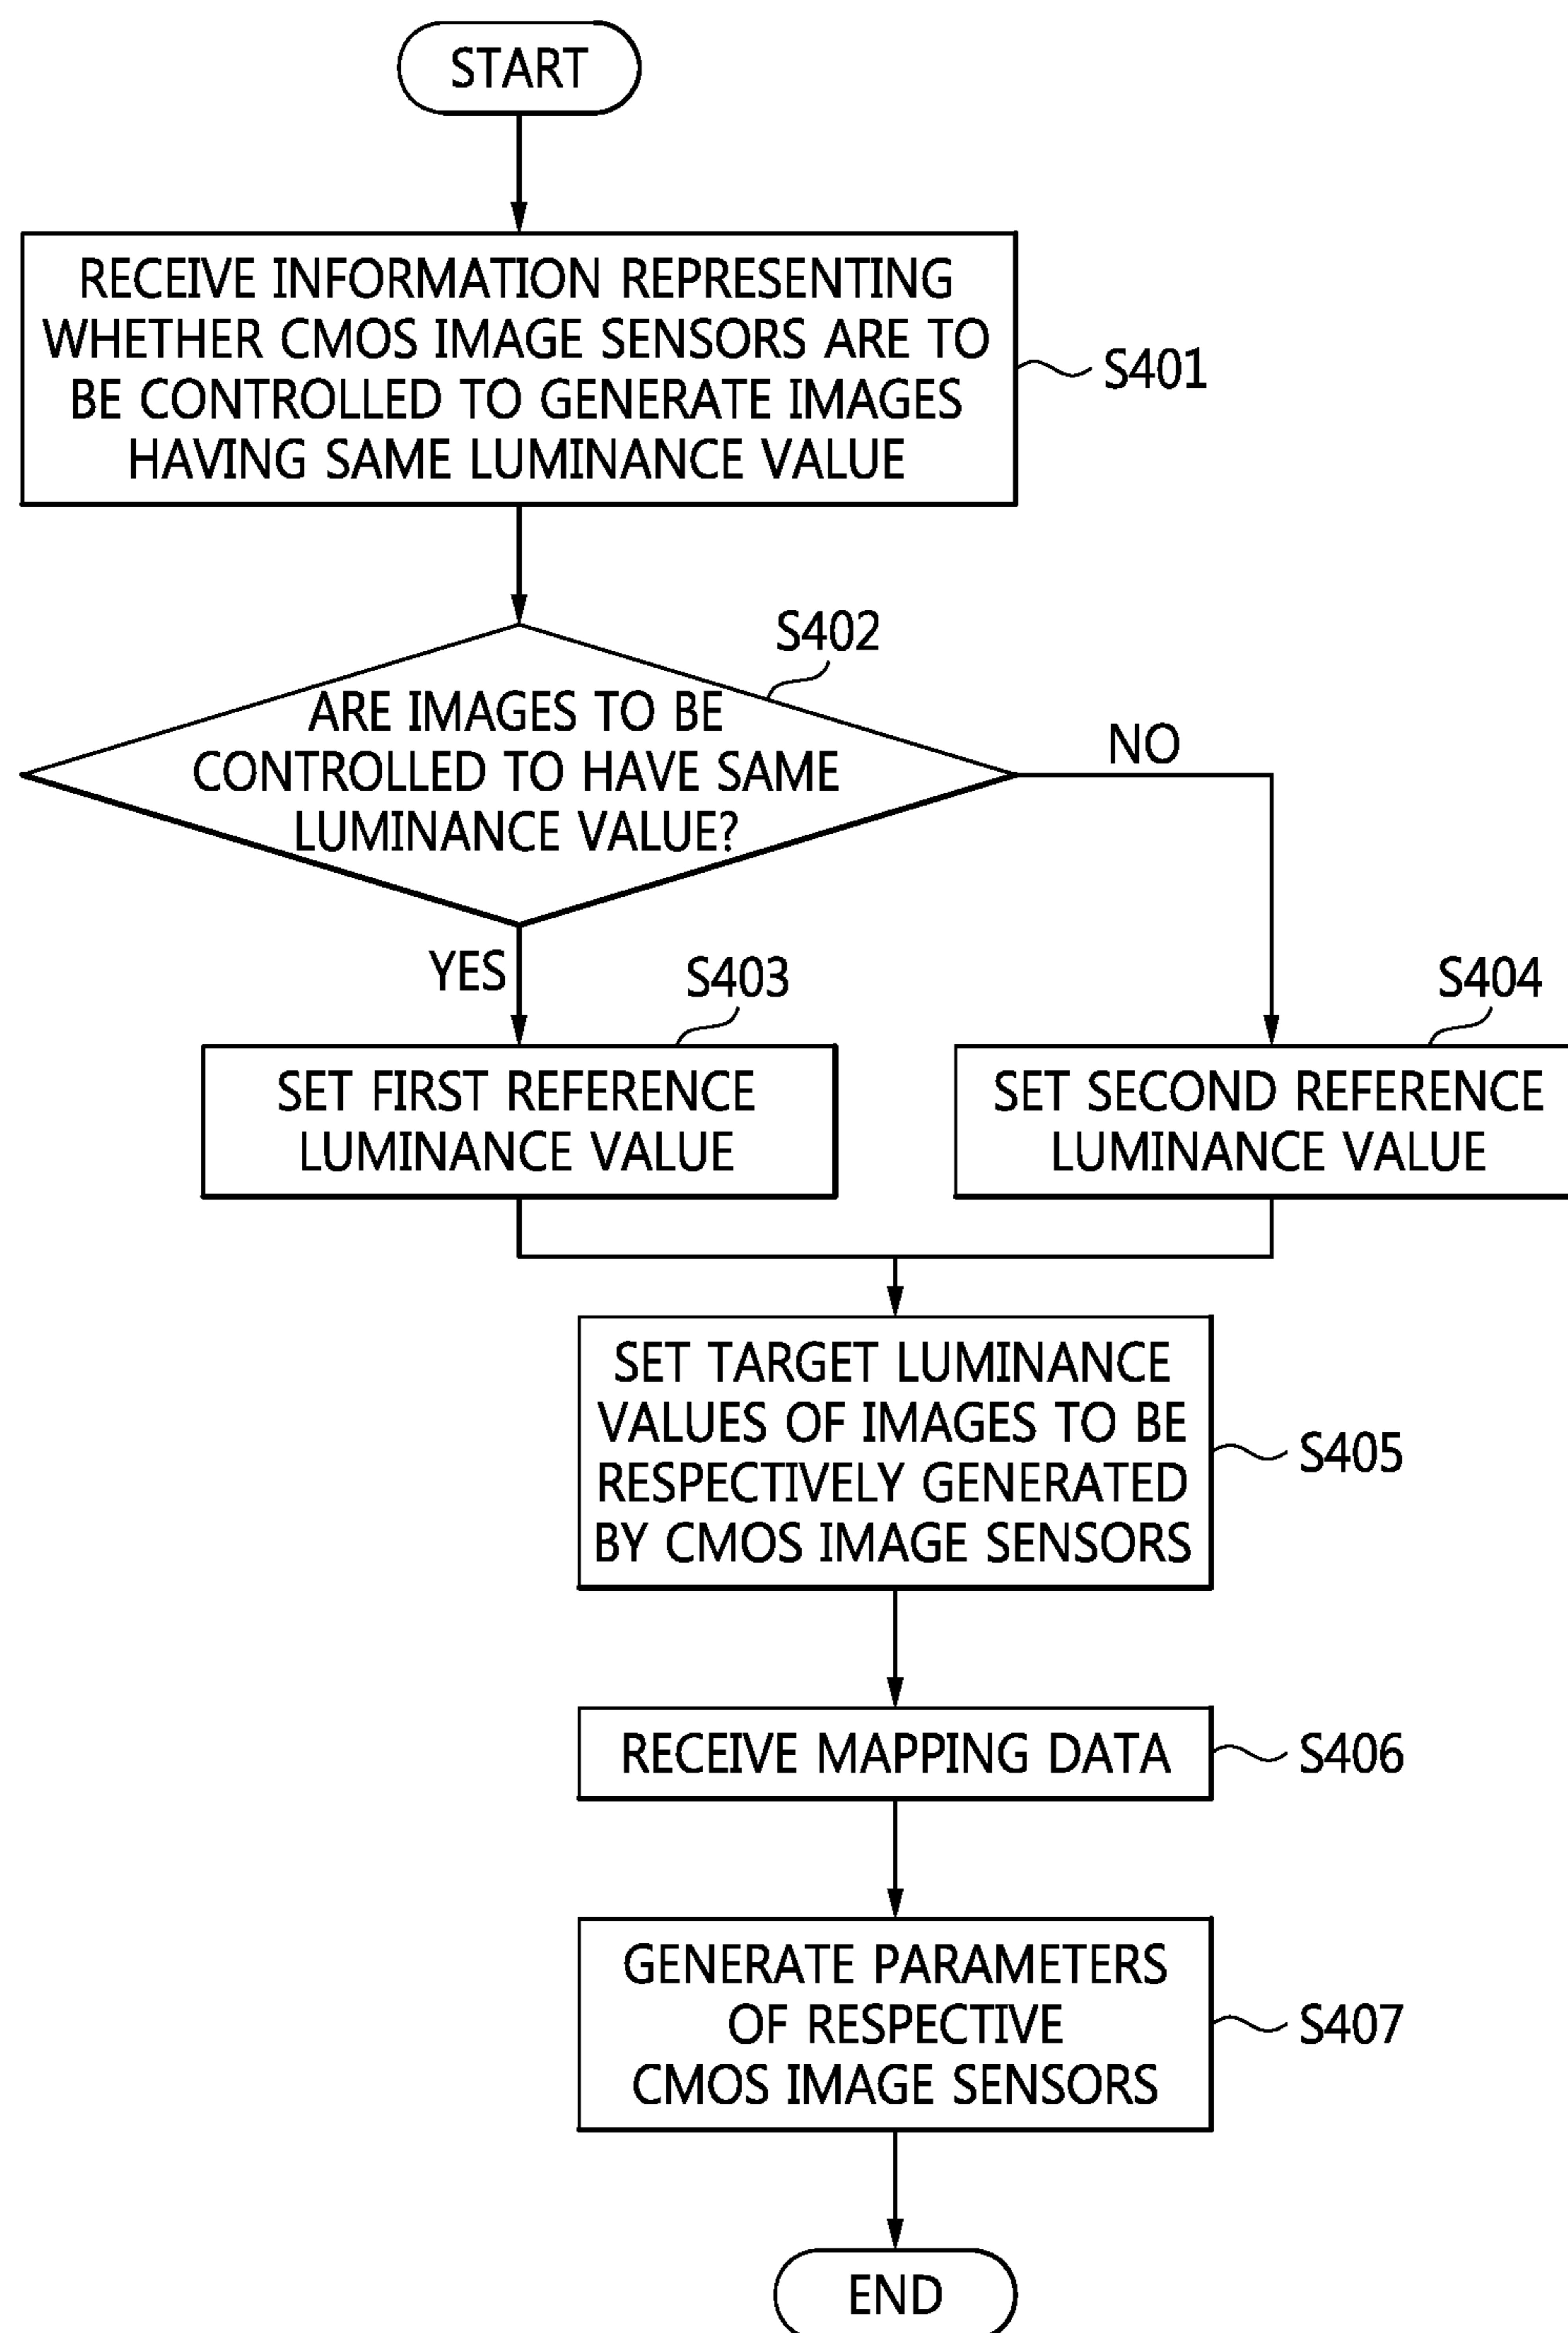 START
RECEIVE INFORMATION REPRESENTING
WHETHER CMOS IMAGE SENSORS ARE TO
BE CONTROLLED TO GENERATE IMAGES
HAVING SAME LUMINANCE VALUE
S401
S402
ARE IMAGES TO BE
CONTROLLED TO HAVE SAME
LUMINANCE VALUE?
NO
YES
S403
S404
SET FIRST REFERENCE
LUMINANCE VALUE
SET SECOND REFERENCE
LUMINANCE VALUE
SET TARGET LUMINANCE
VALUES OF IMAGES TO BE
RESPECTIVELY GENERATED
BY CMOS IMAGE SENSORS
S405
RECEIVE MAPPING DATA
S406
GENERATE PARAMETERS
OF RESPECTIVE
CMOS IMAGE SENSORS
S407
END